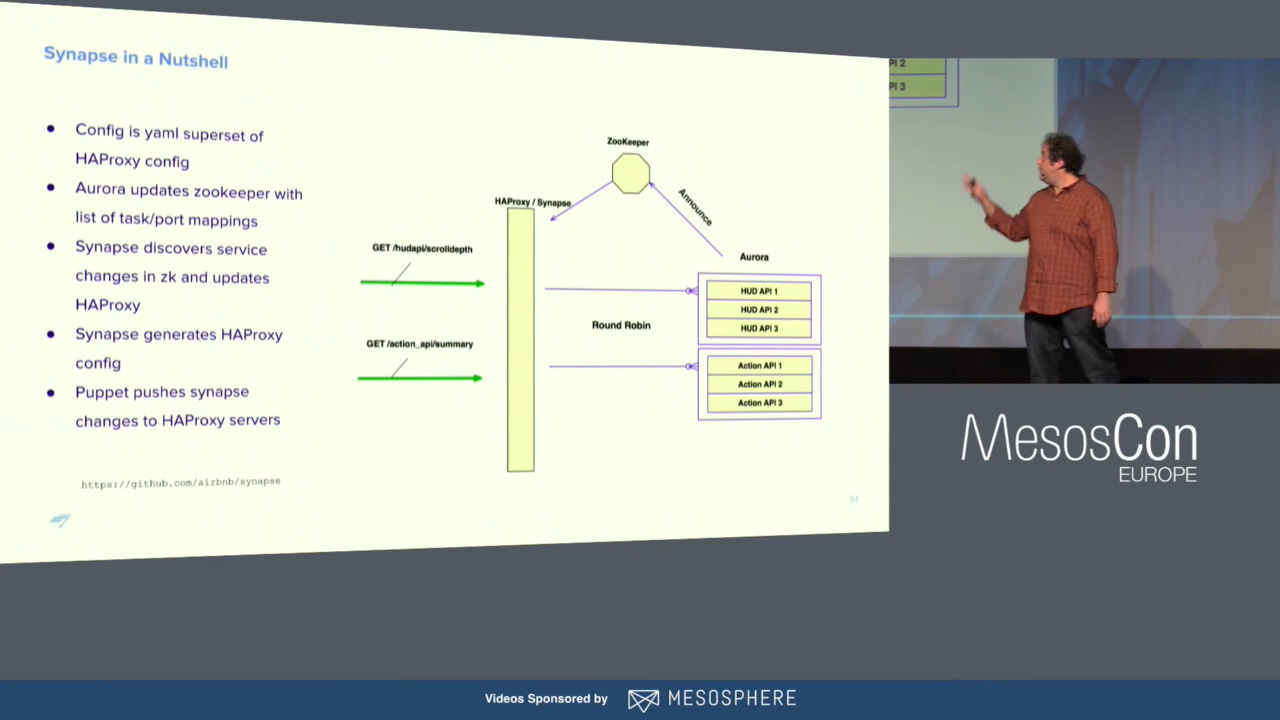 Synapse in a Nutshell
● Config is yaml superset of
HAProxy config
● Aurora updates zookeeper with
list of task/port mappings
● Synapse discovers service
changes in zk and updates
HAProxy
● Synapse generates HAProxy
config
● Puppet pushes synapse
changes to HAProxy servers
https://github.com/airbnb/synapse
ZooKeeper
HAProxy / Synapse
Announce
GET /hudapi/scrolldepth
Aurora
HUD API 1
HUD API 2
HUD API 3
Round Robin
GET /action_api/summary
Action API 1
Action API 2
Action API 3
51
PI 2
PI 3
MesosCon
EUROPE
Videos Sponsored by
MESOSPHERE